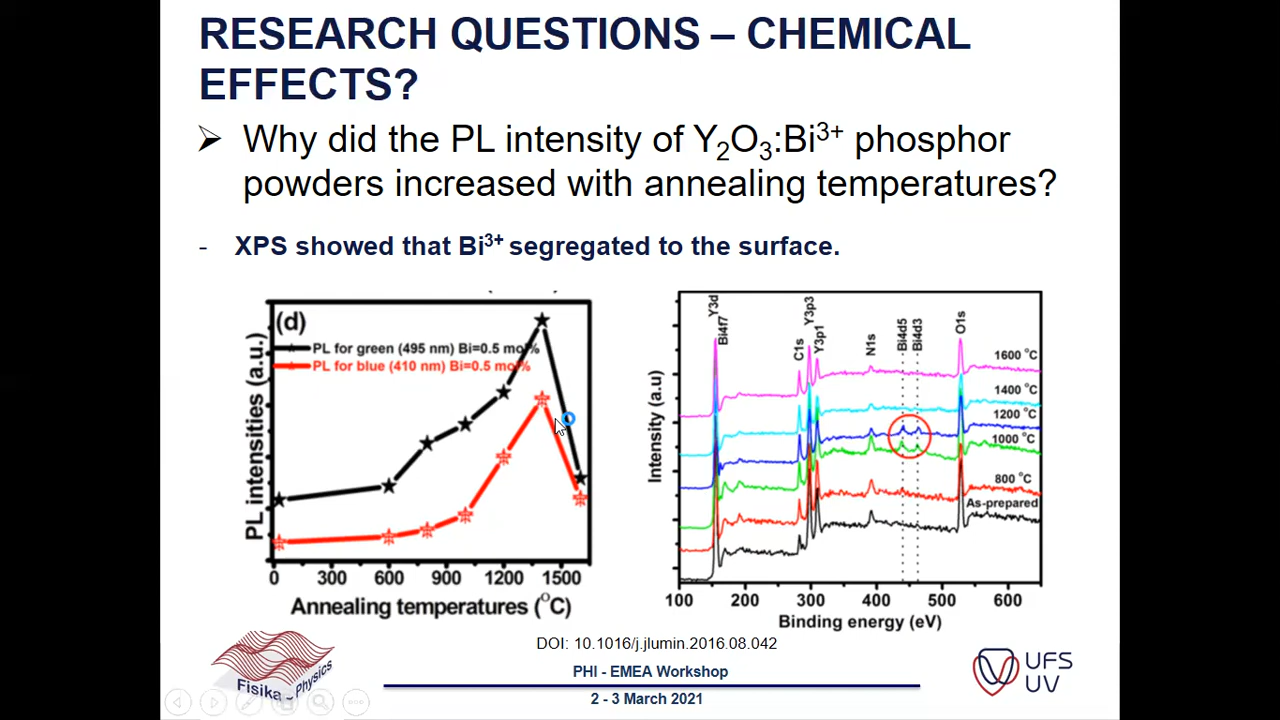 RESEARCH QUESTIONS – CHEMICAL
EFFECTS?
➢ Why did the PL intensity of Y₂O₃:Bi³⁺ phosphor
powders increased with annealing temperatures?
- XPS showed that Bi³⁺ segregated to the surface.
(d)
PL for green (495 nm) Bi=0.5 mol%
PL for blue (410 nm) Bi=0.5 mol%
PL intensities (a.u.)
0 300 600 900 1200 1500
Annealing temperatures (°C)
Intensity (a.u)
Y3d
Bi4f7
C1s
Y3p3
Y3p1
N1s
Bi4d5
Bi4d3
O1s
1600 °C
1400 °C
1200 °C
1000 °C
800 °C
As-prepared
100 200 300 400 500 600
Binding energy (eV)
DOI: 10.1016/j.jlumin.2016.08.042
PHI - EMEA Workshop
2 - 3 March 2021
Fisika - Physics
UFS
UV